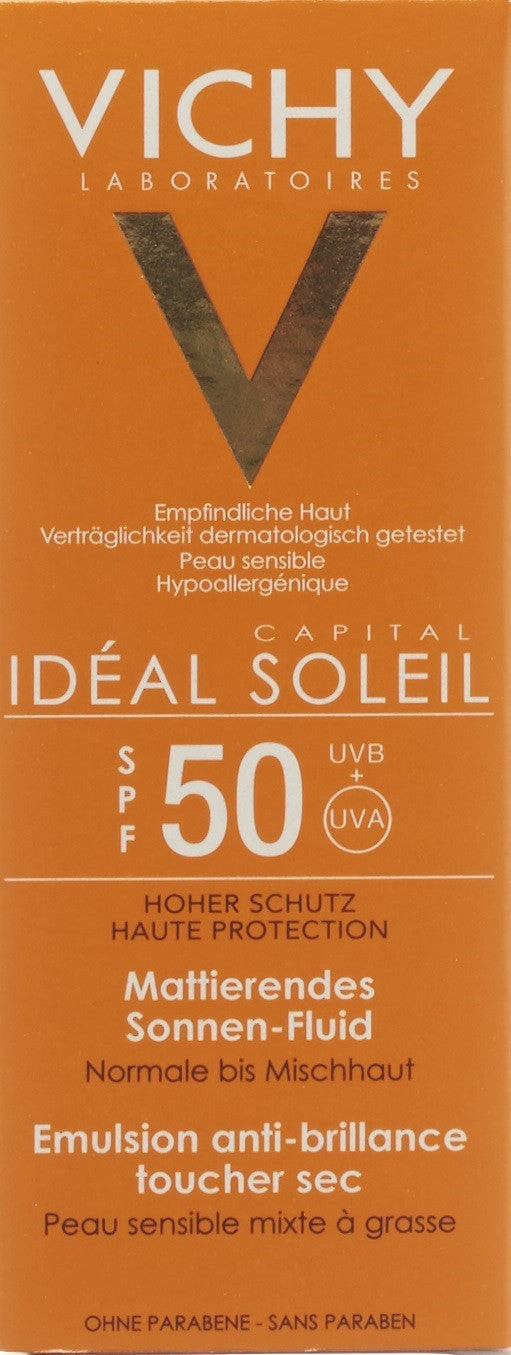 VICHY
LABORATOIRES
Empfindliche Haut
Verträglichkeit dermatologisch getestet
Peau sensible
Hypoallergénique
CAPITAL
IDÉAL SOLEIL
SPF 50 UVB + UVA
HOHER SCHUTZ
HAUTE PROTECTION
Mattierendes
Sonnen-Fluid
Normale bis Mischhaut
Emulsion anti-brillance
toucher sec
Peau sensible mixte à grasse
OHNE PARABENE - SANS PARABEN